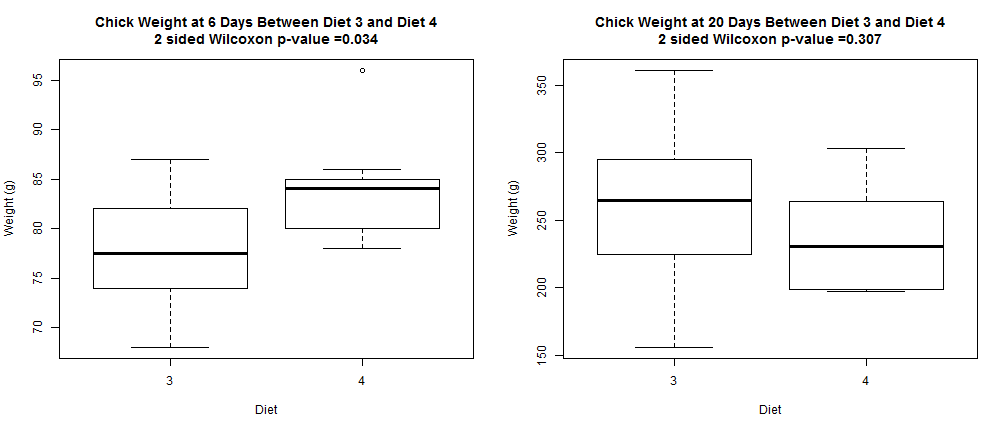 Chick Weight at 6 Days Between Diet 3 and Diet 4
2 sided Wilcoxon p-value =0.034
Weight (g)
95
90
85
80
75
70
3 4
Diet
Chick Weight at 20 Days Between Diet 3 and Diet 4
2 sided Wilcoxon p-value =0.307
Weight (g)
350
300
250
200
150
3 4
Diet